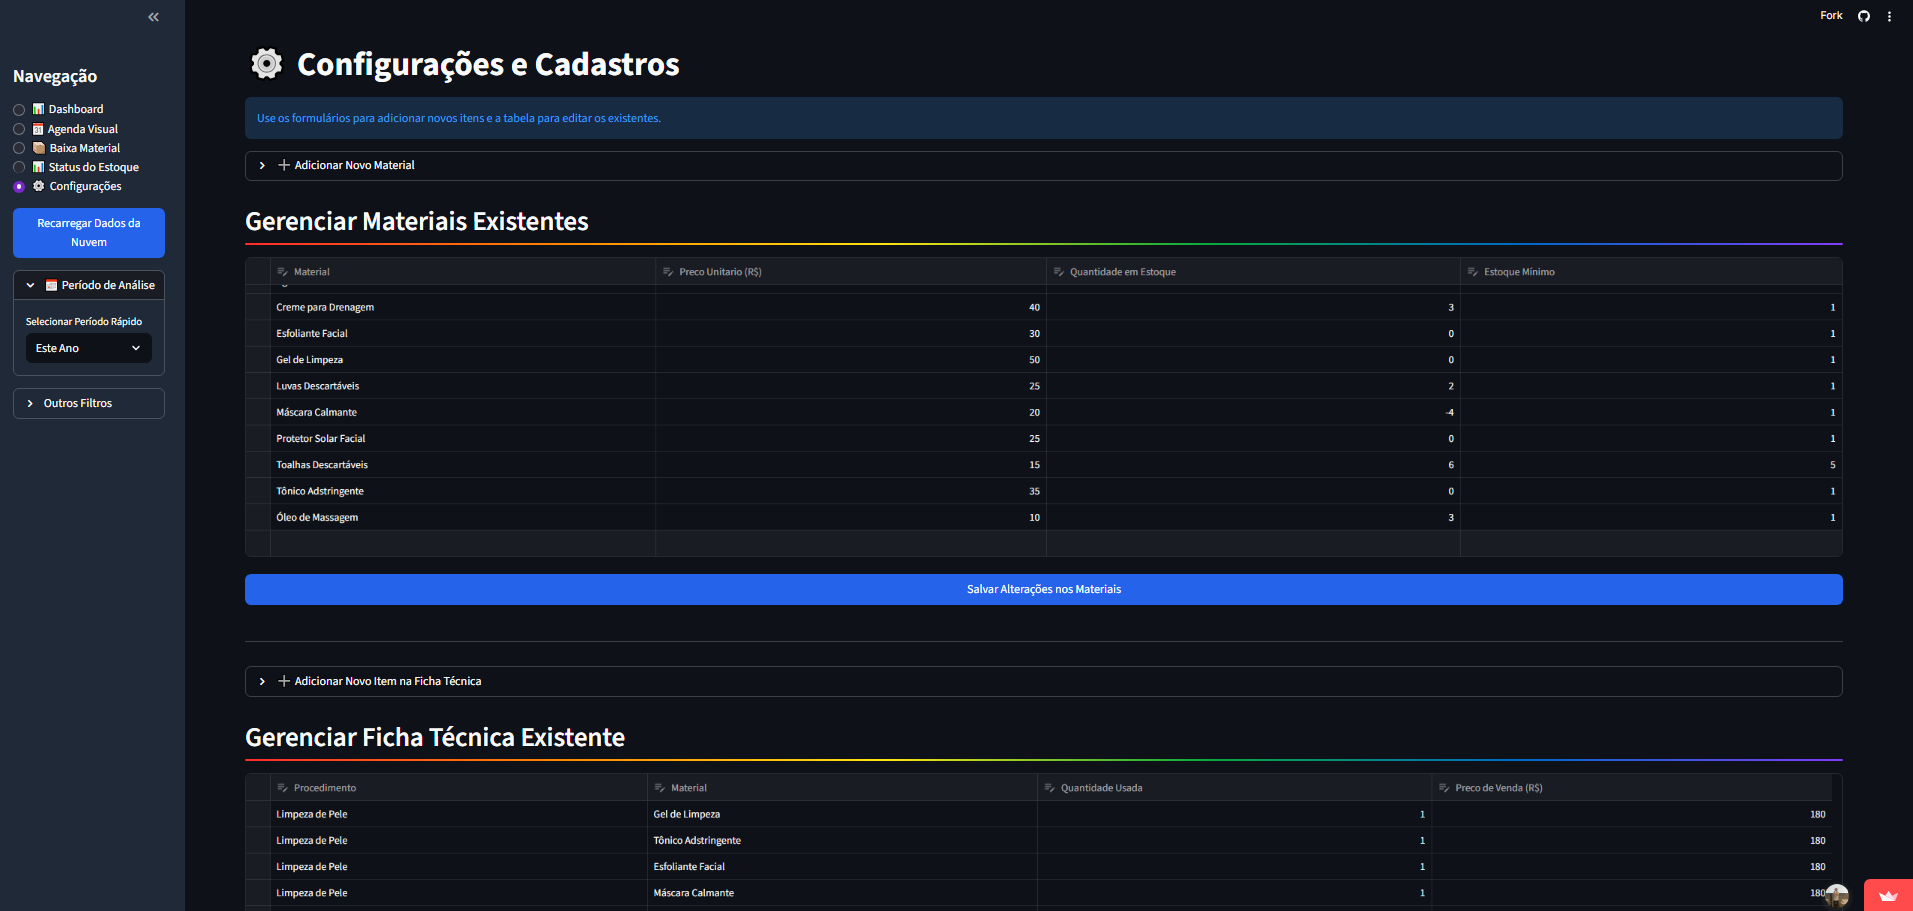 Fork
Navegação
Dashboard
Agenda Visual
Baixa Material
Status do Estoque
Configurações
Recarregar Dados da
Nuvem
Período de Análise
Selecionar Período Rápido
Este Ano
Outros Filtros
Configurações e Cadastros
Use os formulários para adicionar novos itens e a tabela para editar os existentes.
Adicionar Novo Material
Gerenciar Materiais Existentes
Material Preco Unitario (R$) Quantidade em Estoque Estoque Mínimo
Creme para Drenagem 40 3 1
Esfoliante Facial 30 0 1
Gel de Limpeza 50 0 1
Luvas Descartáveis 25 2 1
Máscara Calmante 20 -4 1
Protetor Solar Facial 25 0 1
Toalhas Descartáveis 15 6 5
Tônico Adstringente 35 0 1
Óleo de Massagem 10 3 1
Salvar Alterações nos Materiais
Adicionar Novo Item na Ficha Técnica
Gerenciar Ficha Técnica Existente
Procedimento Material Quantidade Usada Preco de Venda (R$)
Limpeza de Pele Gel de Limpeza 1 180
Limpeza de Pele Tônico Adstringente 1 180
Limpeza de Pele Esfoliante Facial 1 180
Limpeza de Pele Máscara Calmante 1 180